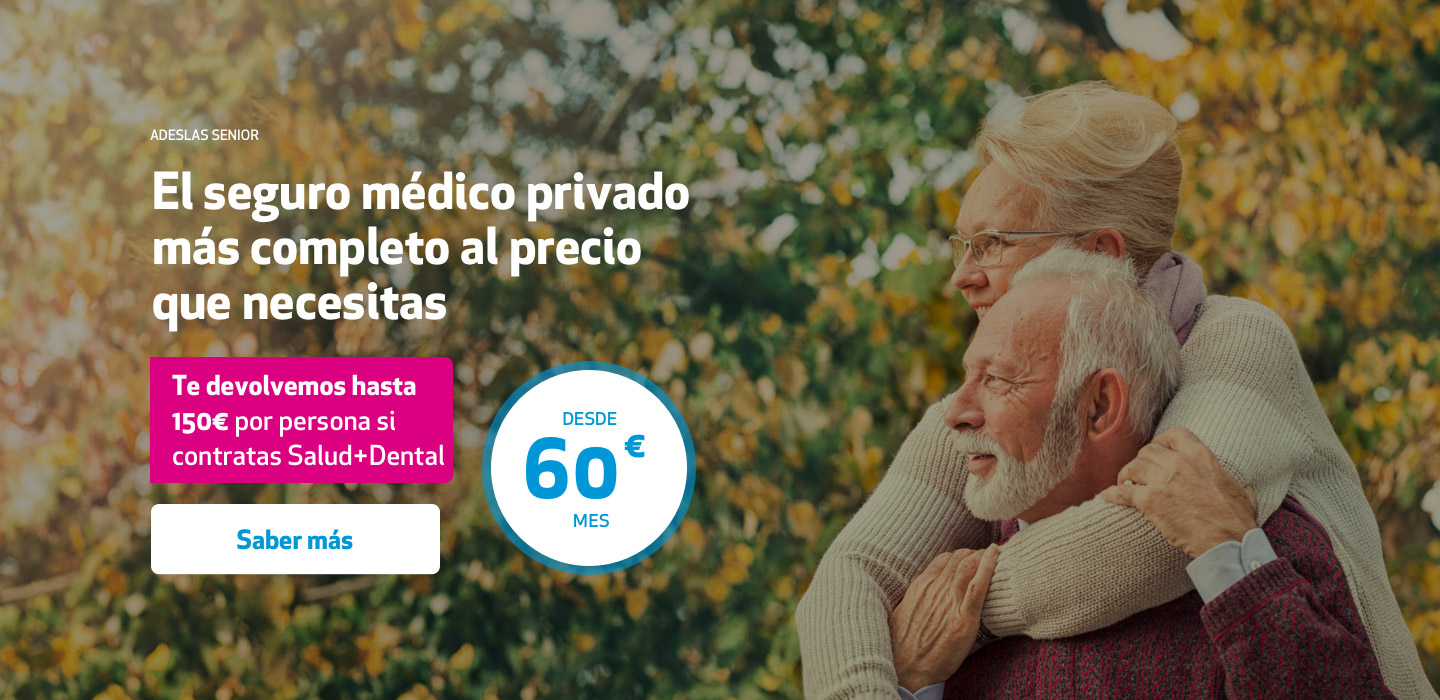 ADESLAS SENIOR
El seguro médico privado
más completo al precio
que necesitas
Te devolvemos hasta
150€ por persona si
contratas Salud+Dental
Saber más
DESDE
60€
MES